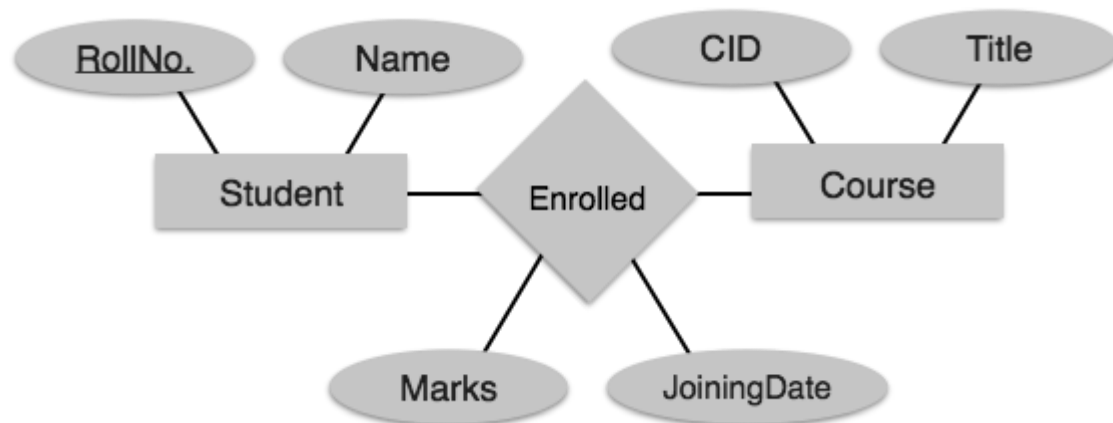 RollNo.
Name
CID
Title
Student
Enrolled
Course
Marks
JoiningDate